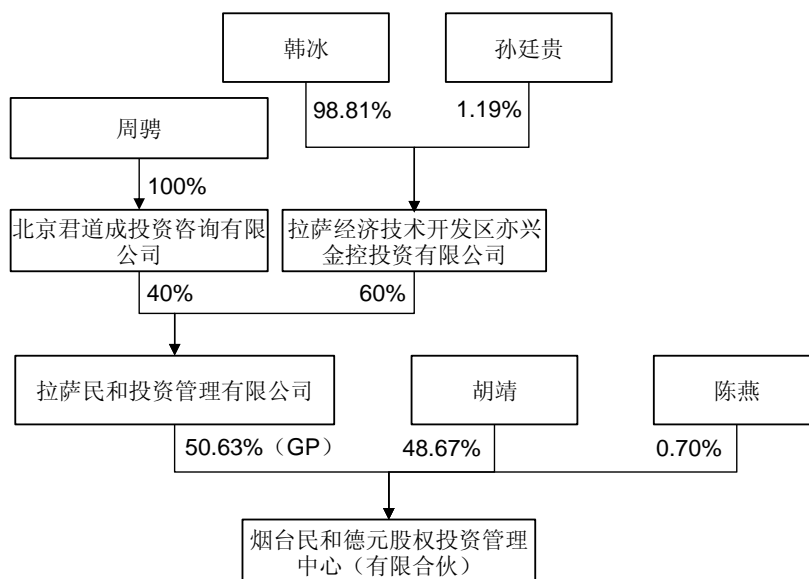 韩冰
孙廷贵
98.81%
1.19%
周骋
100%
北京君道成投资咨询有限
公司
拉萨经济技术开发区亦兴
金控投资有限公司
40%
60%
拉萨民和投资管理有限公司
胡靖
陈燕
50.63%（GP）
48.67%
0.70%
烟台民和德元股权投资管理
中心（有限合伙）